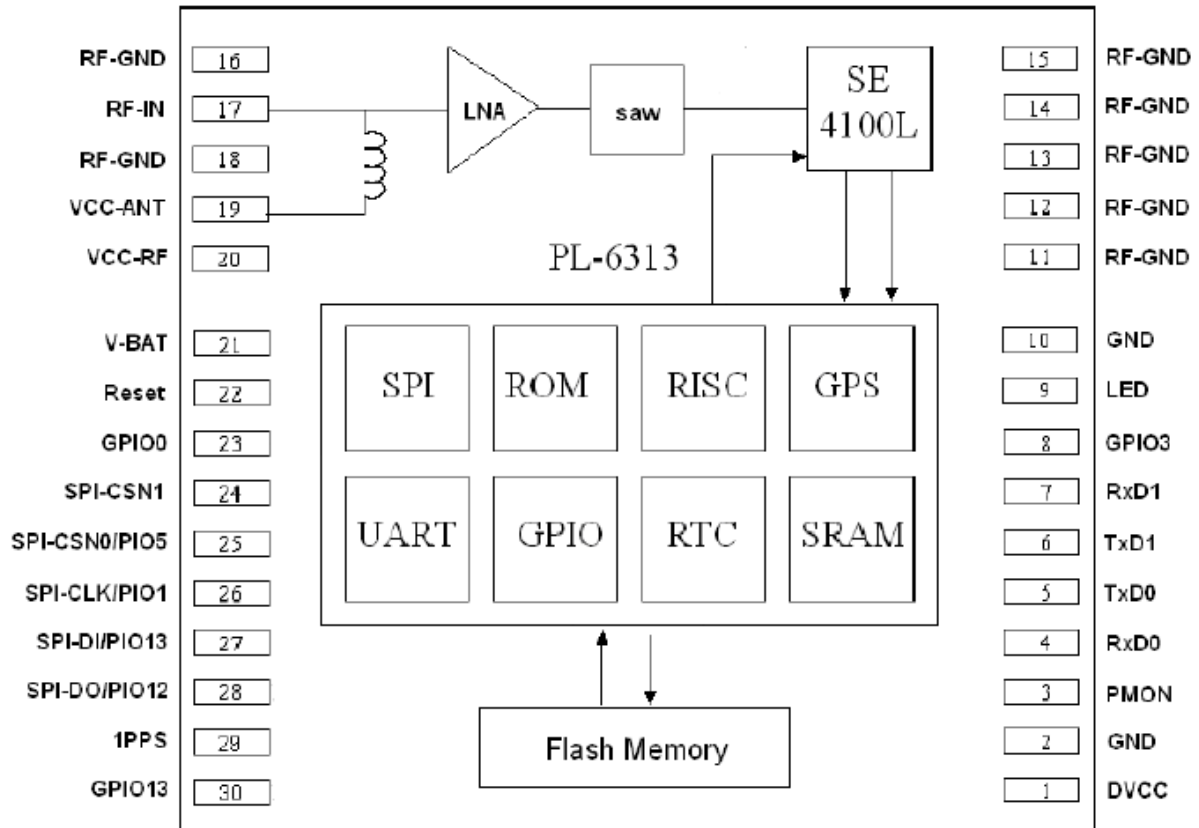 RF-GND 16
RF-IN 17
RF-GND 18
VCC-ANT 19
VCC-RF 20
V-BAT 21
Reset 22
GPIO0 23
SPI-CSN1 24
SPI-CSN0/PIO5 25
SPI-CLK/PIO1 26
SPI-DI/PIO13 27
SPI-DO/PIO12 28
1PPS 29
GPIO13 30
LNA
saw
SE
4100L
PL-6313
SPI ROM RISC GPS
UART GPIO RTC SRAM
Flash Memory
15 RF-GND
14 RF-GND
13 RF-GND
12 RF-GND
11 RF-GND
10 GND
9 LED
8 GPIO3
7 RxD1
6 TxD1
5 TxD0
4 RxD0
3 PMON
2 GND
1 DVCC